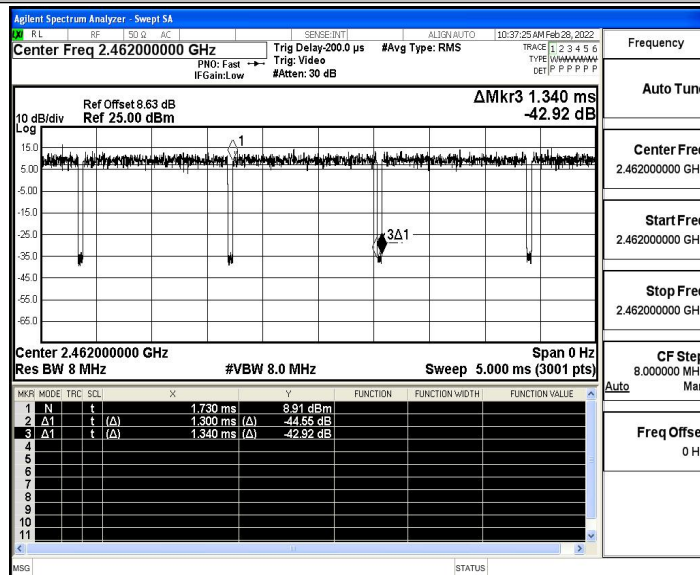 Agilent Spectrum Analyzer - Swept SA
RL RF 50 Ω AC SENSE:INT ALIGN AUTO 10:37:25 AM Feb 28, 2022
Center Freq 2.462000000 GHz
PNO: Fast
IFGain:Low
Trig Delay-200.0 µs
Trig: Video
#Atten: 30 dB
#Avg Type: RMS
TRACE 1 2 3 4 5 6
TYPE WWWWWW
DET P P P P P P
ΔMkr3 1.340 ms
-42.92 dB
Ref Offset 8.63 dB
10 dB/div Ref 25.00 dBm
Log
15.0
5.00
-5.00
-15.0
-25.0
-35.0
-45.0
-55.0
-65.0
1
3Δ1
Center 2.462000000 GHz Span 0 Hz
Res BW 8 MHz #VBW 8.0 MHz Sweep 5.000 ms (3001 pts)
MKR MODE TRC SCL X Y FUNCTION FUNCTION WIDTH FUNCTION VALUE
1 N t 1.730 ms 8.91 dBm
2 Δ1 t (Δ) 1.300 ms (Δ) -44.55 dB
3 Δ1 t (Δ) 1.340 ms (Δ) -42.92 dB
4
5
6
7
8
9
10
11
MSG STATUS
Frequency
Auto Tun
Center Fre
2.462000000 GH
Start Fre
2.462000000 GH
Stop Fre
2.462000000 GH
CF Step
8.000000 MH
Auto Ma
Freq Offse
0 H